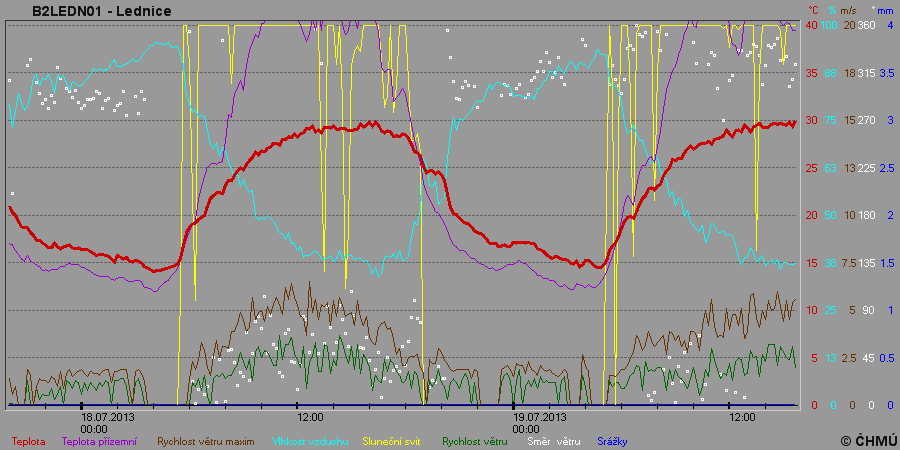 B2LEDN01 - Lednice
°C % m/s ° mm
40 100 20 360 4
35 88 18 315 3.5
30 75 15 270 3
25 63 13 225 2.5
20 50 10 180 2
15 38 7.5 135 1.5
10 25 5 90 1
5 13 2.5 45 0.5
0 0 0 0 0
18.07.2013 12:00 19.07.2013 12:00
00:00 00:00
Teplota Teplota přízemní Rychlost větru maxim Vlhkost vzduchu Sluneční svit Rychlost větru Směr větru Srážky
© ČHMÚ